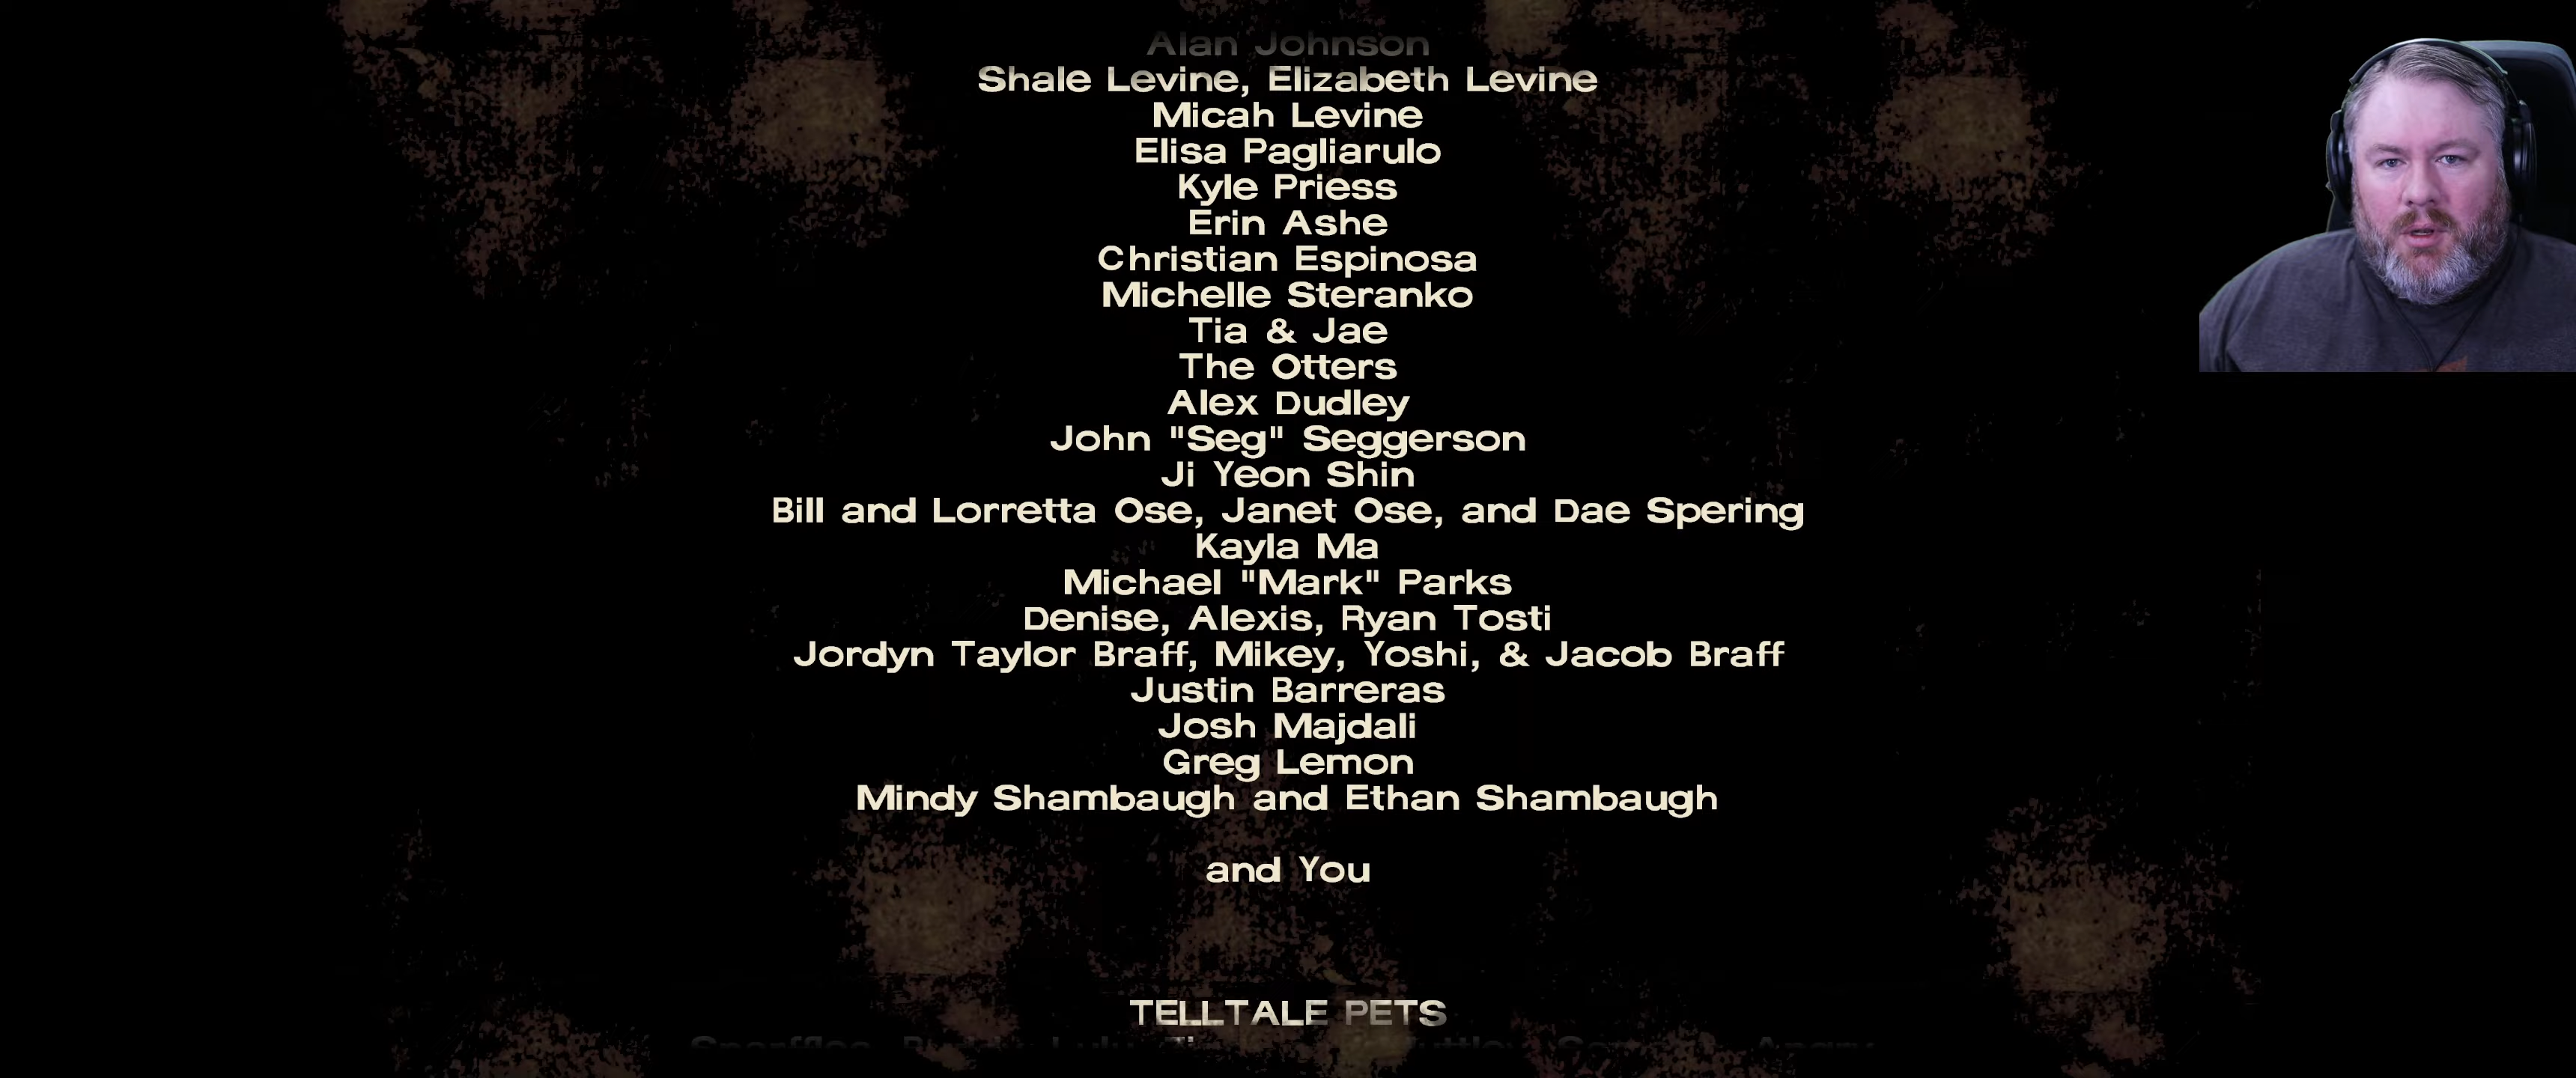 Alan Johnson
Shale Levine, Elizabeth Levine
Micah Levine
Elisa Pagliarulo
Kyle Priess
Erin Ashe
Christian Espinosa
Michelle Steranko
Tia & Jae
The Otters
Alex Dudley
John "Seg" Seggerson
Ji Yeon Shin
Bill and Lorretta Ose, Janet Ose, and Dae Spering
Kayla Ma
Michael "Mark" Parks
Denise, Alexis, Ryan Tosti
Jordyn Taylor Braff, Mikey, Yoshi, & Jacob Braff
Justin Barreras
Josh Majdali
Greg Lemon
Mindy Shambaugh and Ethan Shambaugh
and You
TELLTALE PETS